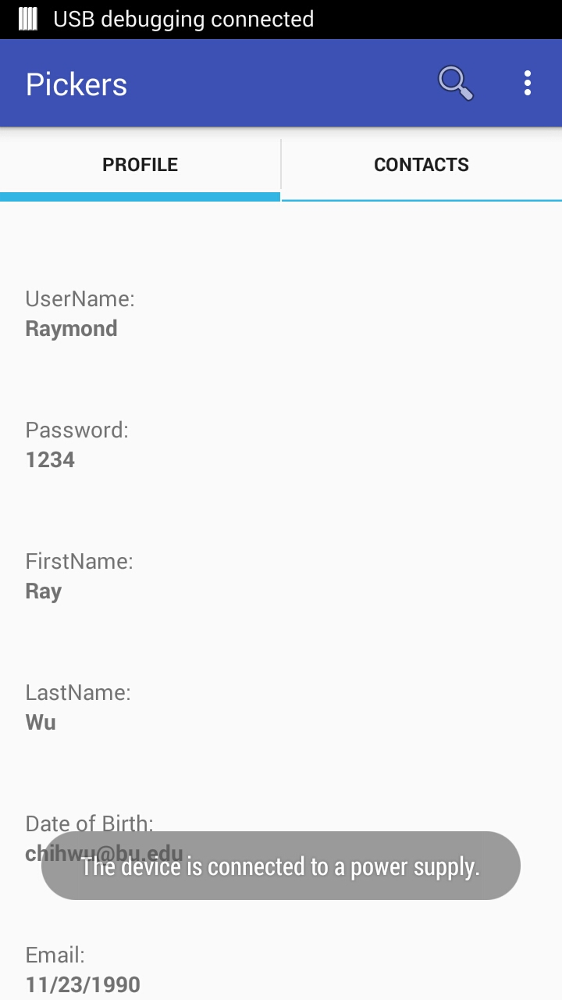 USB debugging connected
Pickers
PROFILE CONTACTS
UserName:
Raymond
Password:
1234
FirstName:
Ray
LastName:
Wu
Date of Birth:
chihwu@bu.edu
The device is connected to a power supply.
Email:
11/23/1990